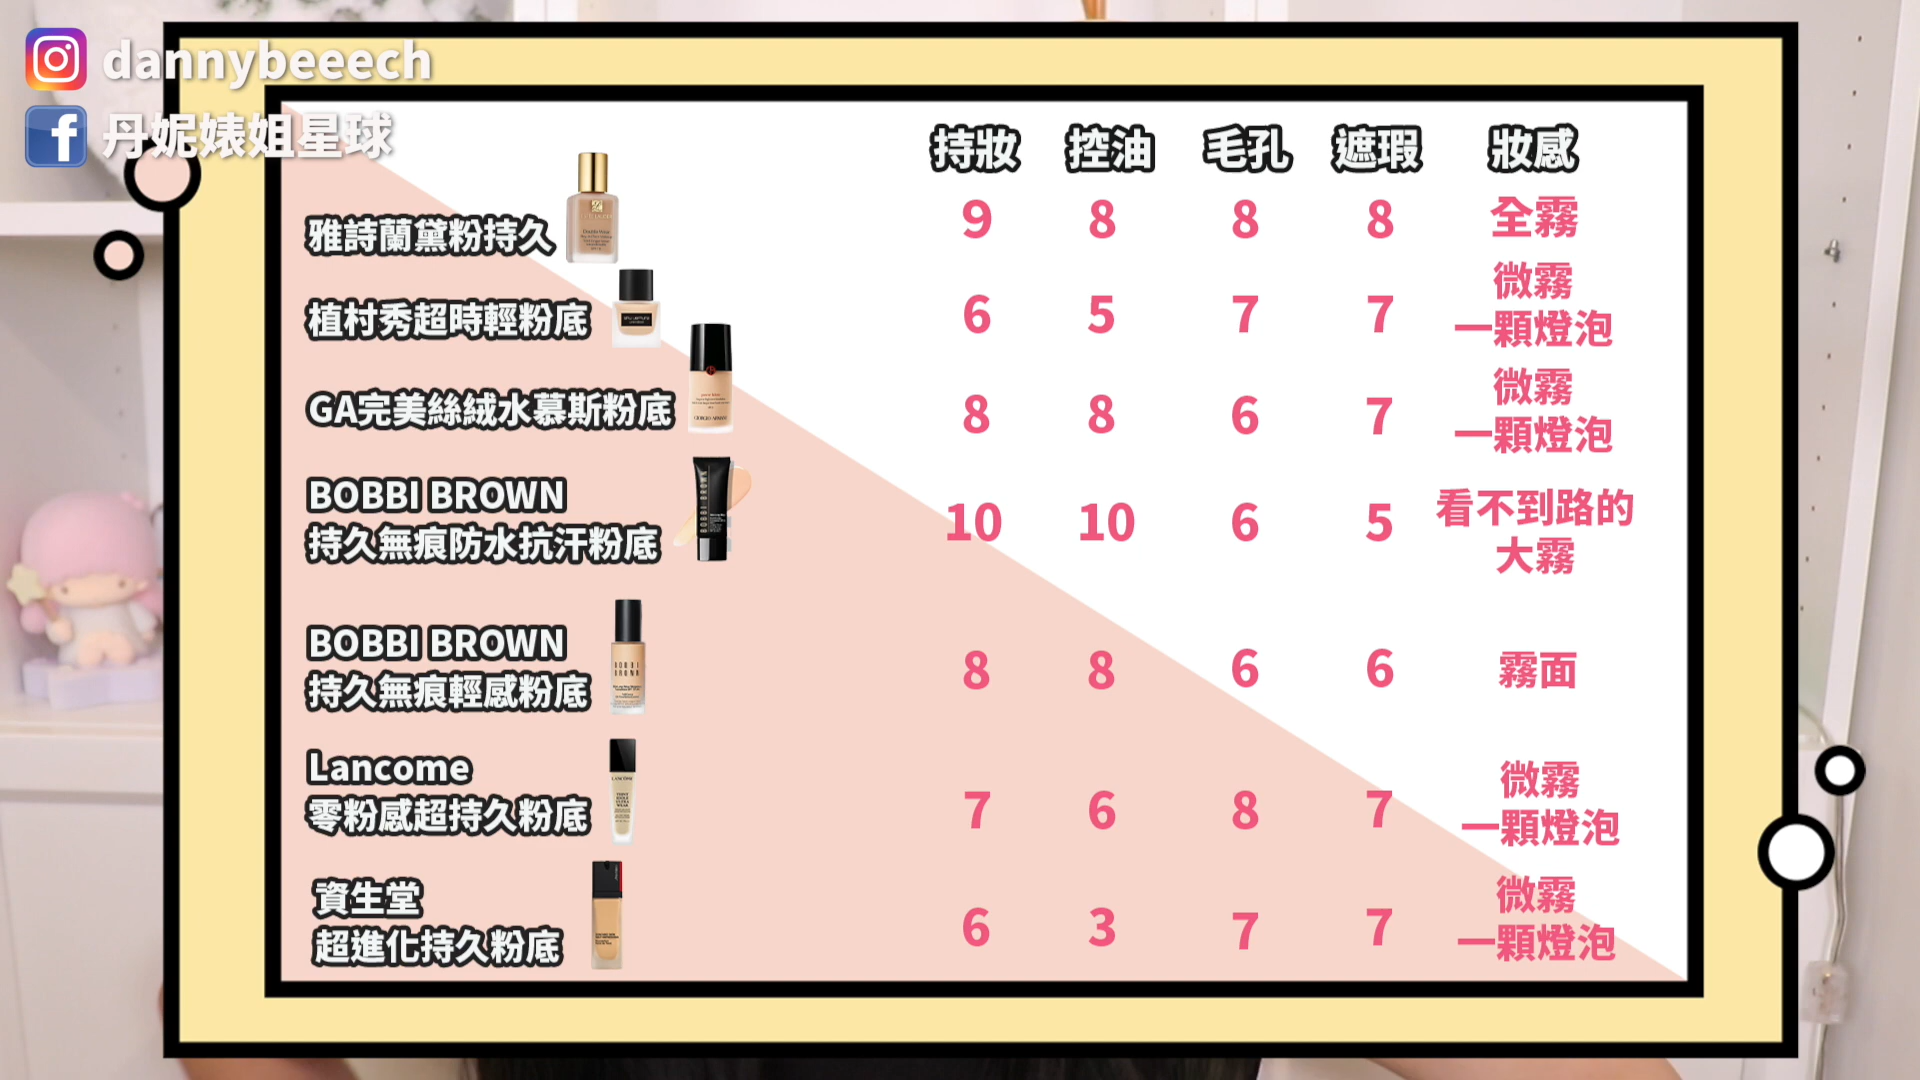 dannybeeech
丹妮婊姐星球
持妝 控油 毛孔 遮瑕 妝感
雅詩蘭黛粉持久 9 8 8 8 全霧
植村秀超時輕粉底 6 5 7 7 微霧
一顆燈泡
GA完美絲絨水慕斯粉底 8 8 6 7 微霧
一顆燈泡
BOBBI BROWN
持久無痕防水抗汗粉底 10 10 6 5 看不到路的
大霧
BOBBI BROWN
持久無痕輕感粉底 8 8 6 6 霧面
Lancome
零粉感超持久粉底 7 6 8 7 微霧
一顆燈泡
資生堂
超進化持久粉底 6 3 7 7 微霧
一顆燈泡